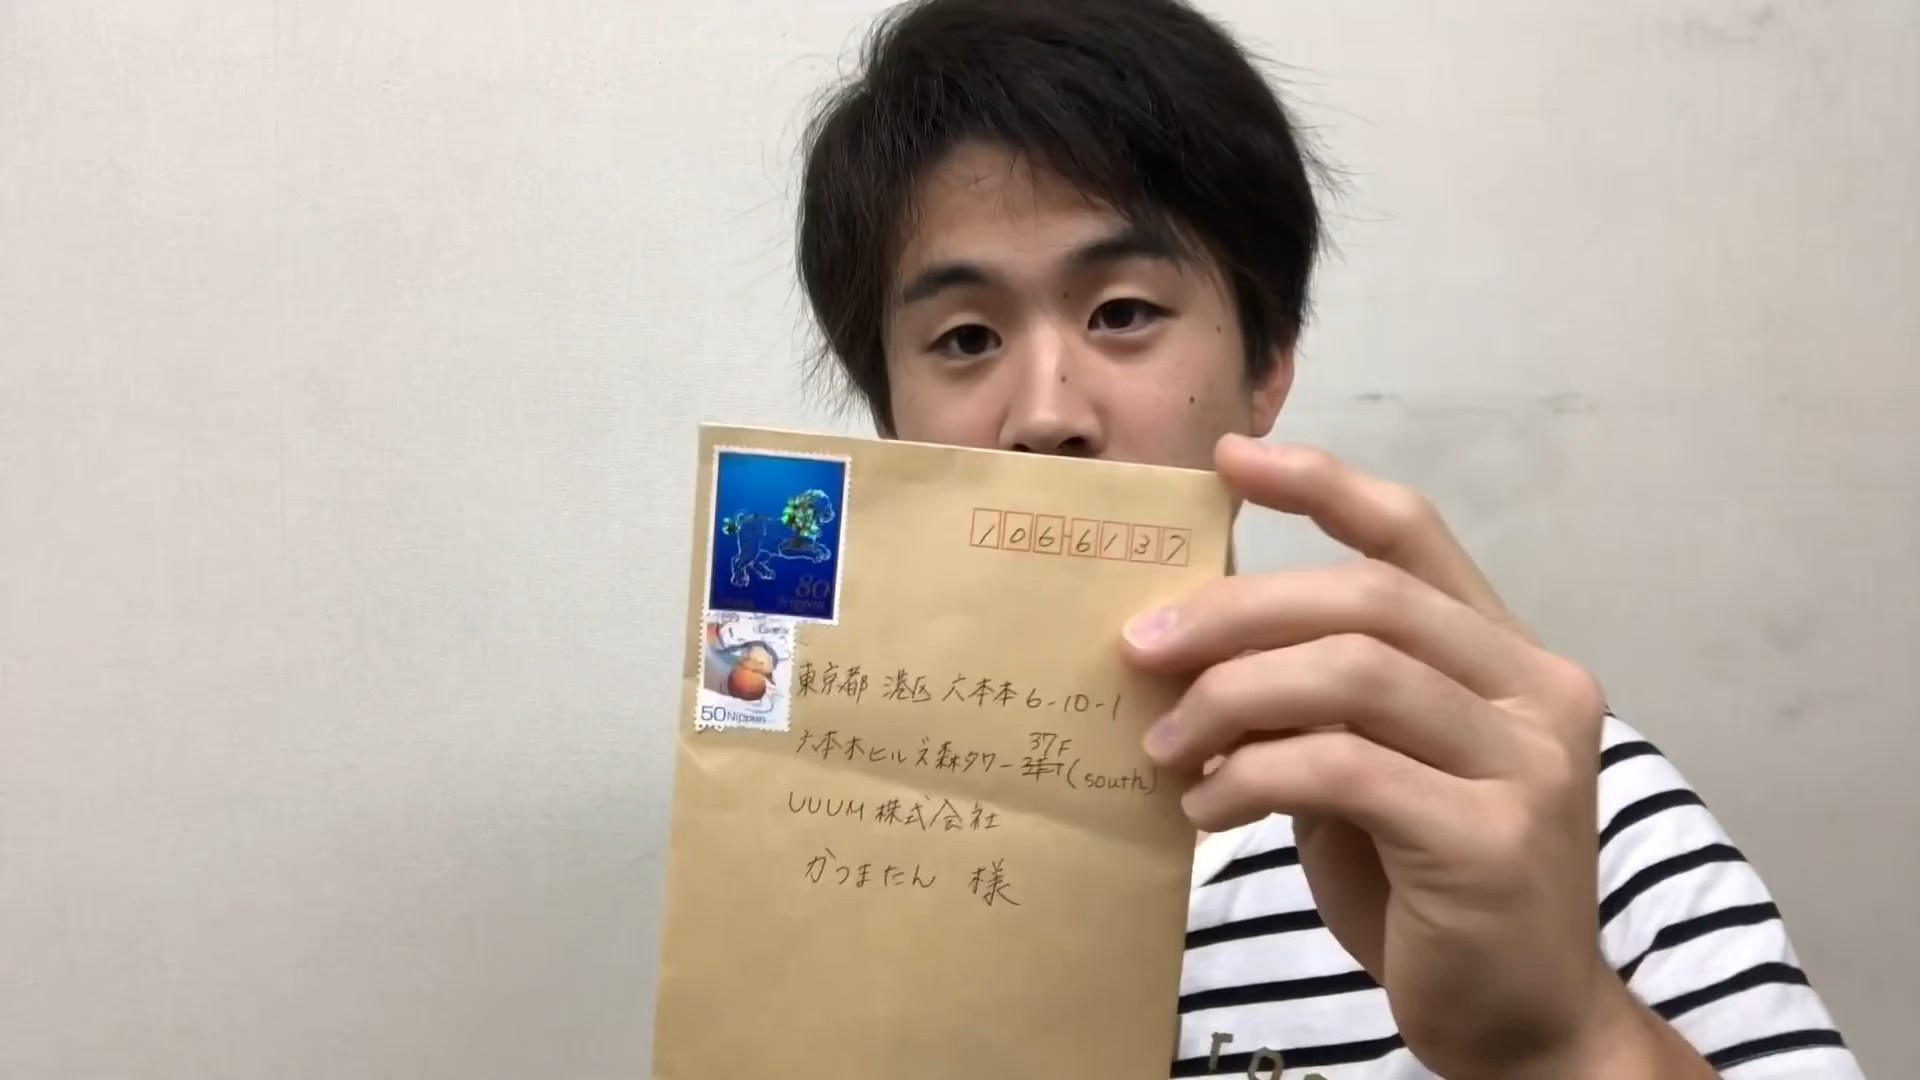 80
Nippon
50 Nippon
1066137
東京都 港区 六本木 6-10-1
六本木ヒルズ森タワー 37F (south)
UUUM 株式会社
かつまたん 様